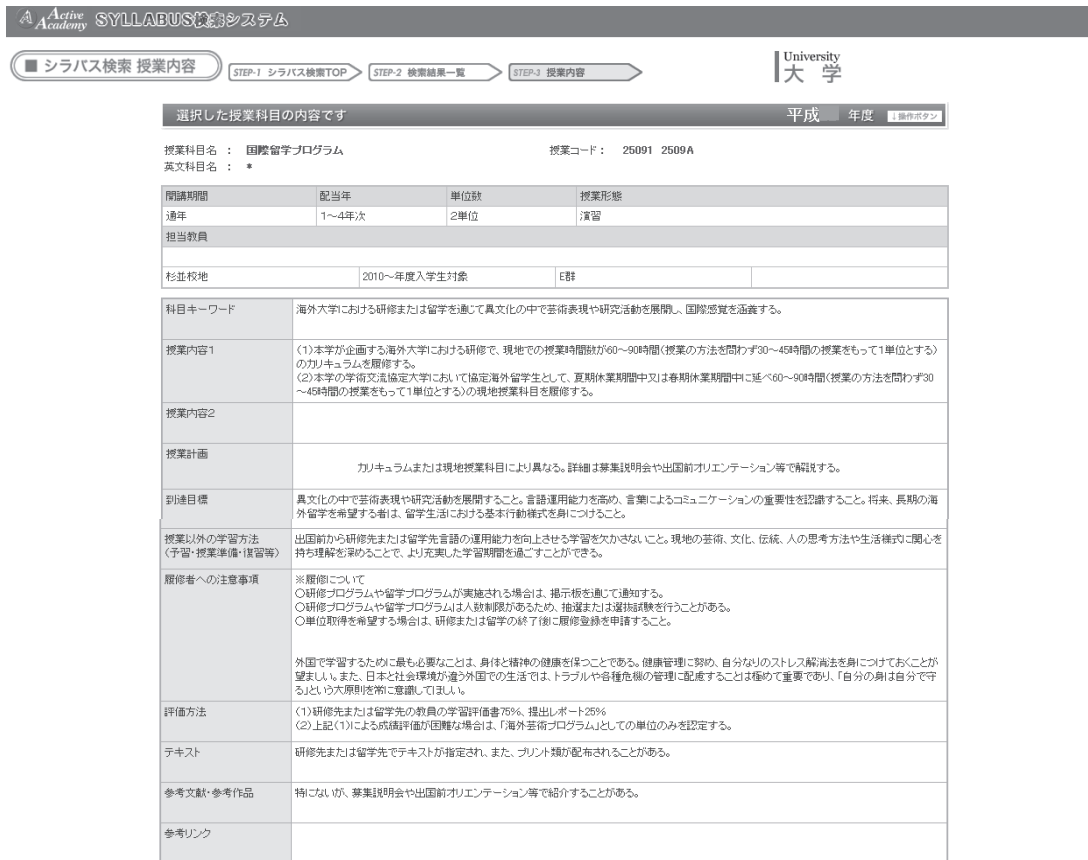 Active Academy SYLLABUS検索システム
■ シラバス検索 授業内容
STEP-1 シラバス検索TOP
STEP-2 検索結果一覧
STEP-3 授業内容
University
大 学
選択した授業科目の内容です 平成 年度 ↓操作ボタン
授業科目名 : 国際留学プログラム 授業コード : 25091 2509A
英文科目名 : *
開講期間 配当年 単位数 授業形態
通年 1～4年次 2単位 演習
担当教員
杉並校地 2010～年度入学生対象 E群
科目キーワード 海外大学における研修または留学を通じて異文化の中で芸術表現や研究活動を展開し、国際感覚を涵養する。
授業内容1 (1)本学が企画する海外大学における研修で、現地での授業時間数が60～90時間(授業の方法を問わず30～45時間の授業をもって1単位とする)
のカリキュラムを履修する。
(2)本学の学術交流協定大学において協定海外留学生として、夏期休業期間中又は春期休業期間中に延べ60～90時間(授業の方法を問わず30
～45時間の授業をもって1単位とする)の現地授業科目を履修する。
授業内容2
授業計画 カリキュラムまたは現地授業科目により異なる。詳細は募集説明会や出国前オリエンテーション等で解説する。
到達目標 異文化の中で芸術表現や研究活動を展開すること。言語運用能力を高め、言葉によるコミュニケーションの重要性を認識すること。将来、長期の海
外留学を希望する者は、留学生活における基本行動様式を身につけること。
授業以外の学習方法 出国前から研修先または留学先言語の運用能力を向上させる学習を欠かさないこと。現地の芸術、文化、伝統、人の思考方法や生活様式に関心を
(予習・授業準備・復習等) 持ち理解を深めることで、より充実した学習期間を過ごすことができる。
履修者への注意事項 ※履修について
○研修プログラムや留学プログラムが実施される場合は、掲示板を通じて通知する。
○研修プログラムや留学プログラムは人数制限があるため、抽選または選抜試験を行うことがある。
○単位取得を希望する場合は、研修または留学の終了後に履修登録を申請すること。
外国で学習するために最も必要なことは、身体と精神の健康を保つことである。健康管理に努め、自分なりのストレス解消法を身につけておくことが
望ましい。また、日本と社会環境が違う外国での生活では、トラブルや各種危機の管理に配慮することは極めて重要であり、「自分の身は自分で守
る」という大原則を常に意識してほしい。
評価方法 (1)研修先または留学先の教員の学習評価書75%、提出レポート25%
(2)上記(1)による成績評価が困難な場合は、「海外芸術プログラム」としての単位のみを認定する。
テキスト 研修先または留学先でテキストが指定され、また、プリント類が配布されることがある。
参考文献・参考作品 特にないが、募集説明会や出国前オリエンテーション等で紹介することがある。
参考リンク